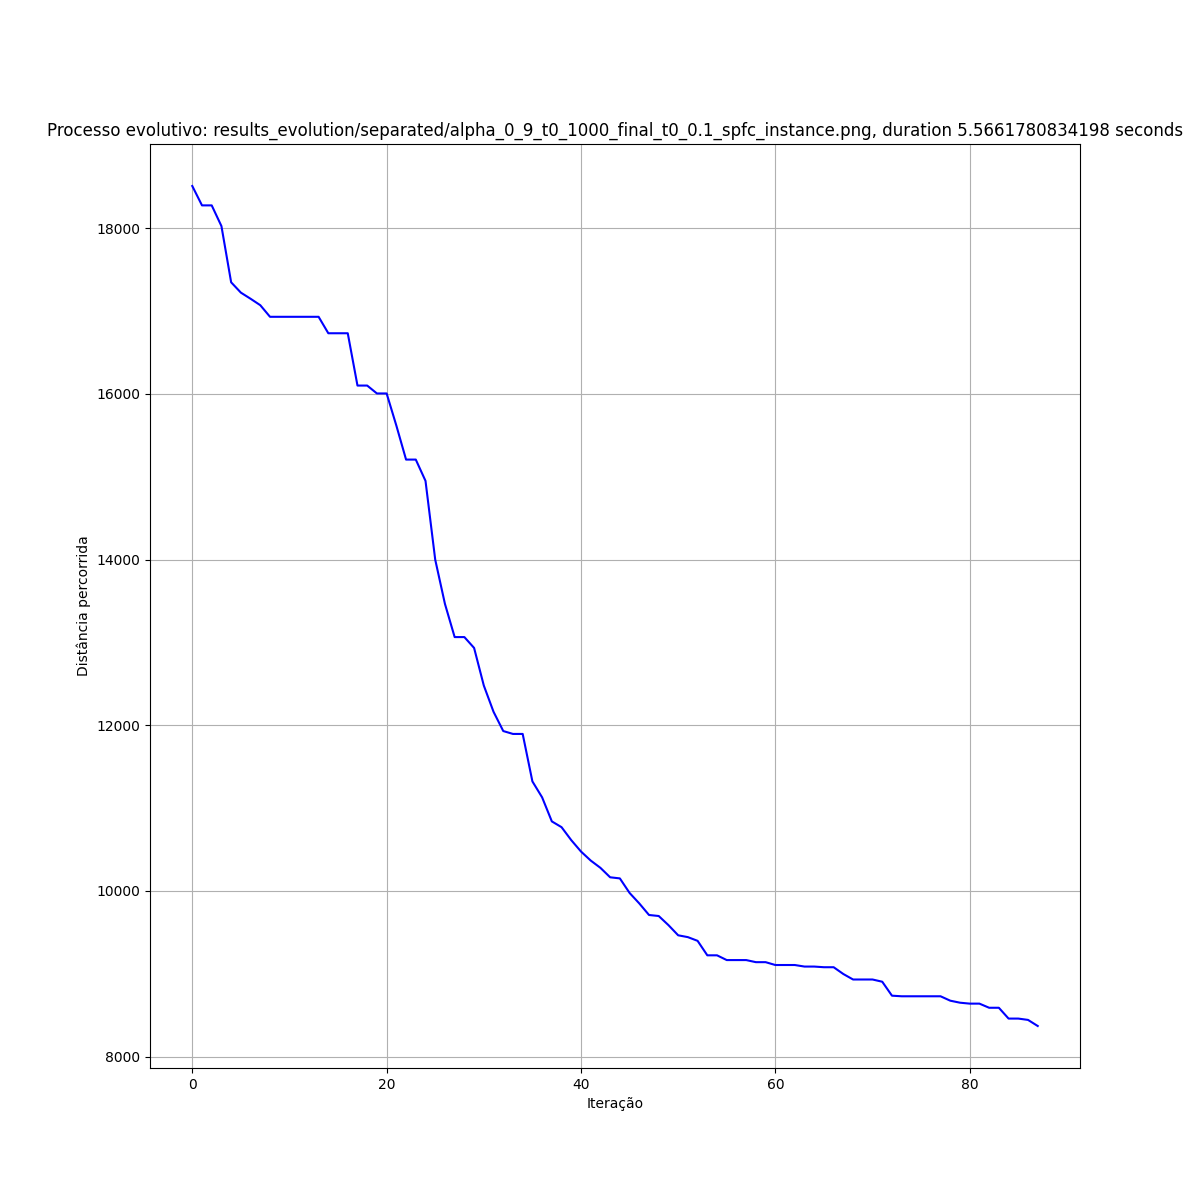 Processo evolutivo: results_evolution/separated/alpha_0_9_t0_1000_final_t0_0.1_spfc_instance.png, duration 5.5661780834198 seconds
18000
16000
14000
12000
10000
8000
Distância percorrida
0 20 40 60 80
Iteração